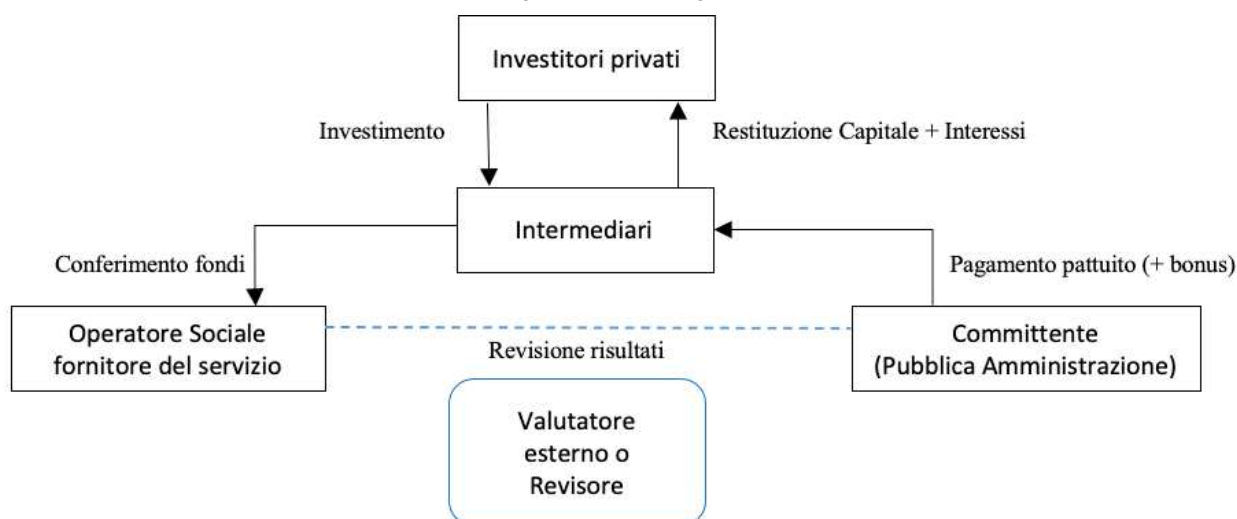 Investitori privati
Investimento
Restituzione Capitale + Interessi
Intermediari
Conferimento fondi
Pagamento pattuito (+ bonus)
Operatore Sociale
fornitore del servizio
Revisione risultati
Committente
(Pubblica Amministrazione)
Valutatore
esterno o
Revisore